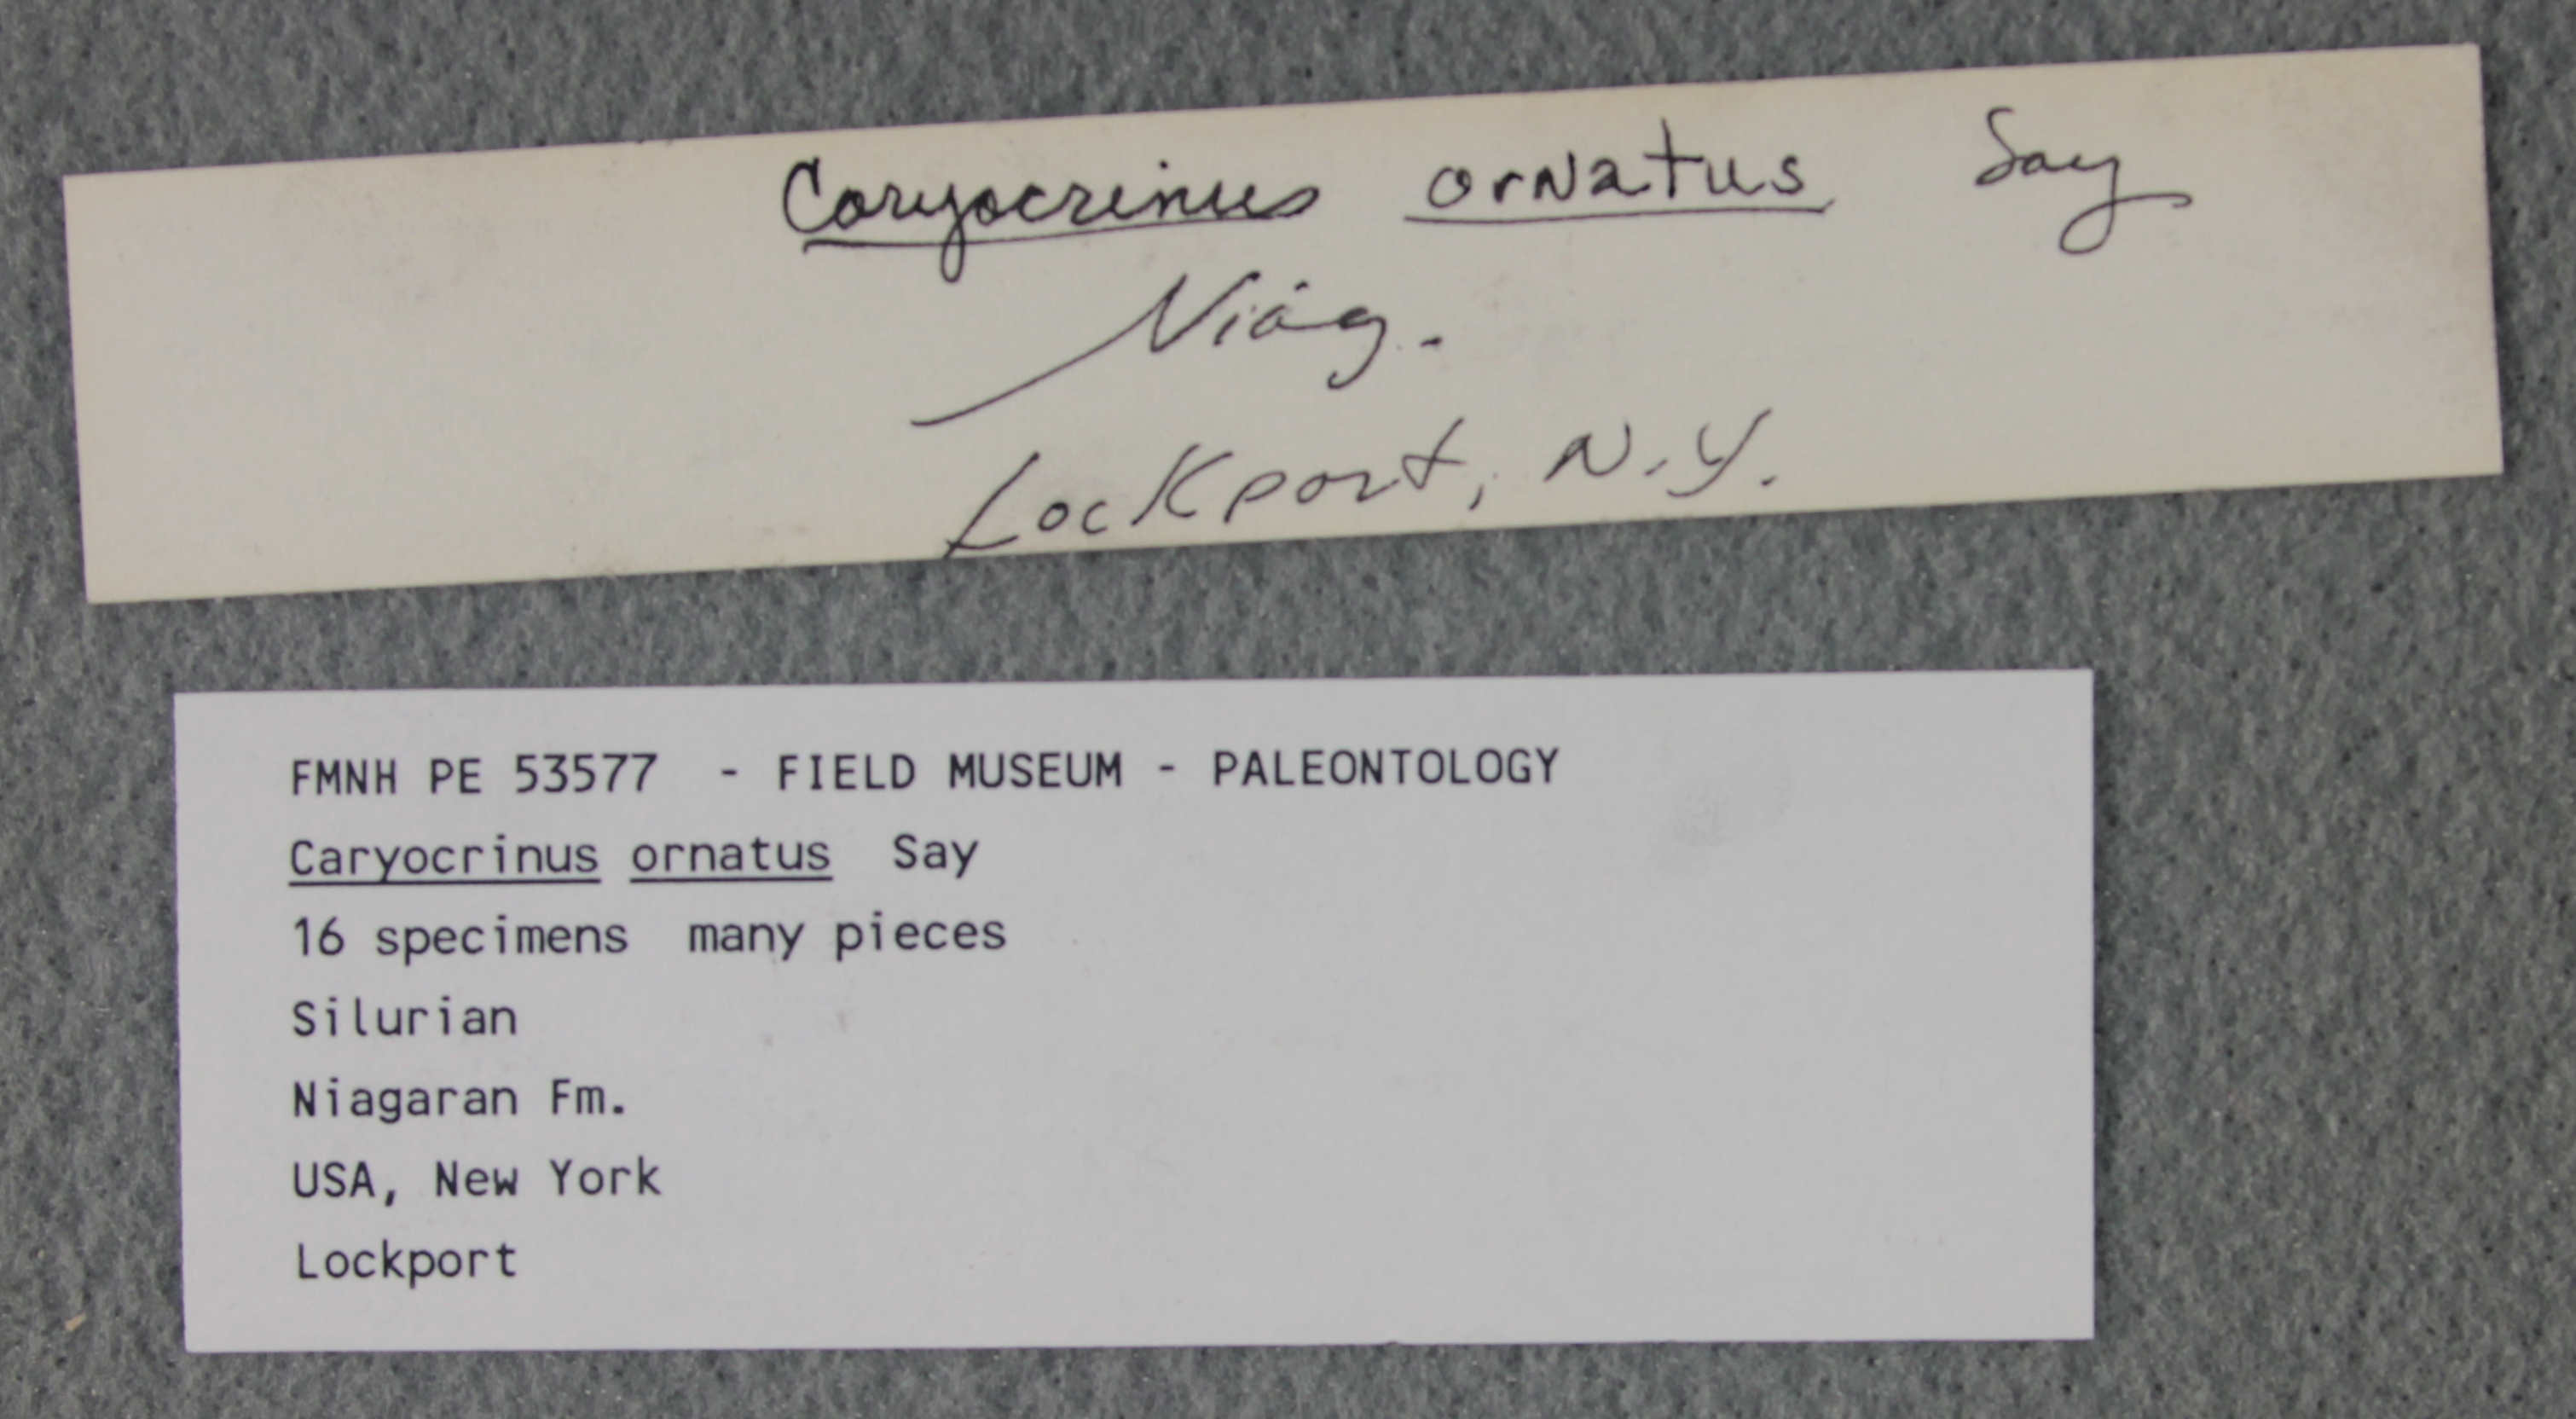 Caryocrinus ornatus Say
Niag.
Lockport, N.Y.
FMNH PE 53577 - FIELD MUSEUM - PALEONTOLOGY
Caryocrinus ornatus Say
16 specimens many pieces
Silurian
Niagaran Fm.
USA, New York
Lockport